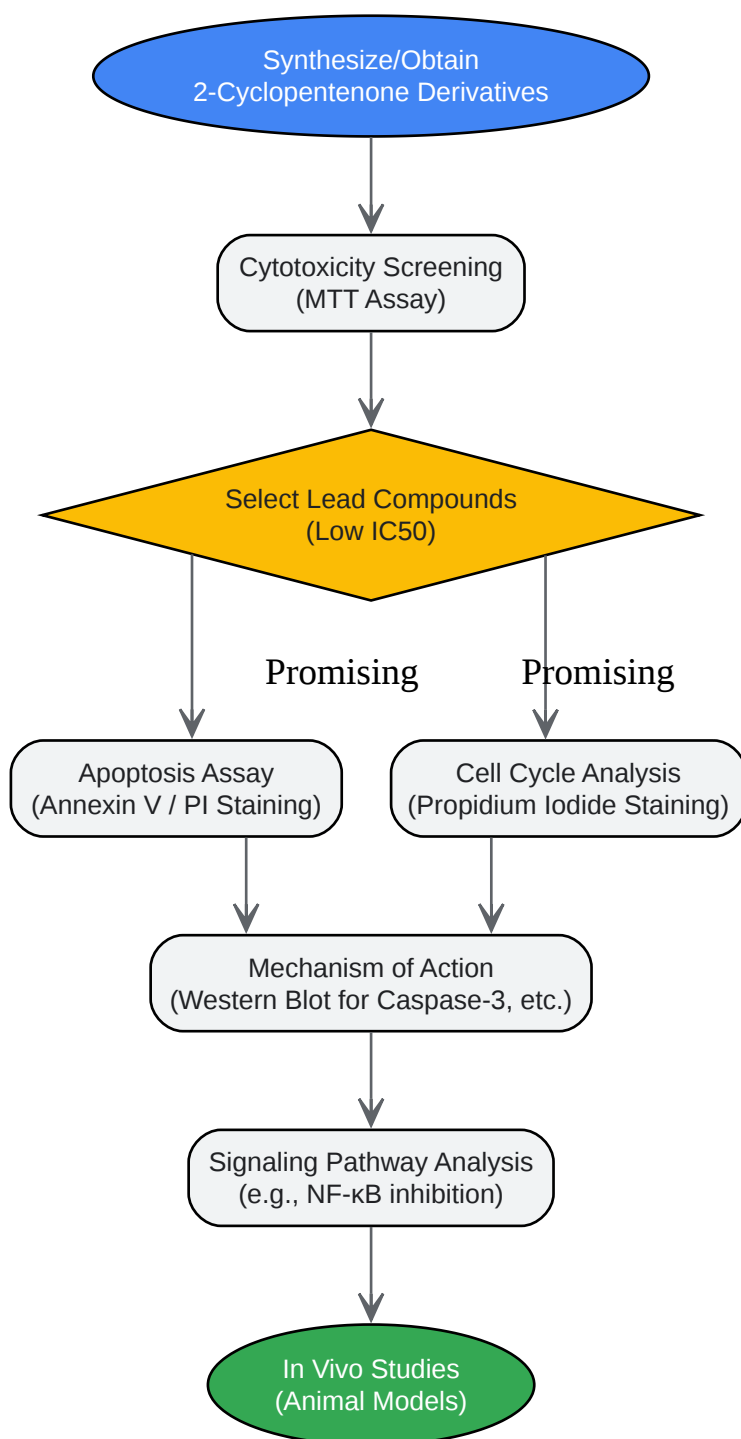 Synthesize/Obtain
2-Cyclopentenone Derivatives
Cytotoxicity Screening
(MTT Assay)
Select Lead Compounds
(Low IC50)
Promising
Promising
Apoptosis Assay
(Annexin V / PI Staining)
Cell Cycle Analysis
(Propidium Iodide Staining)
Mechanism of Action
(Western Blot for Caspase-3, etc.)
Signaling Pathway Analysis
(e.g., NF-κB inhibition)
In Vivo Studies
(Animal Models)